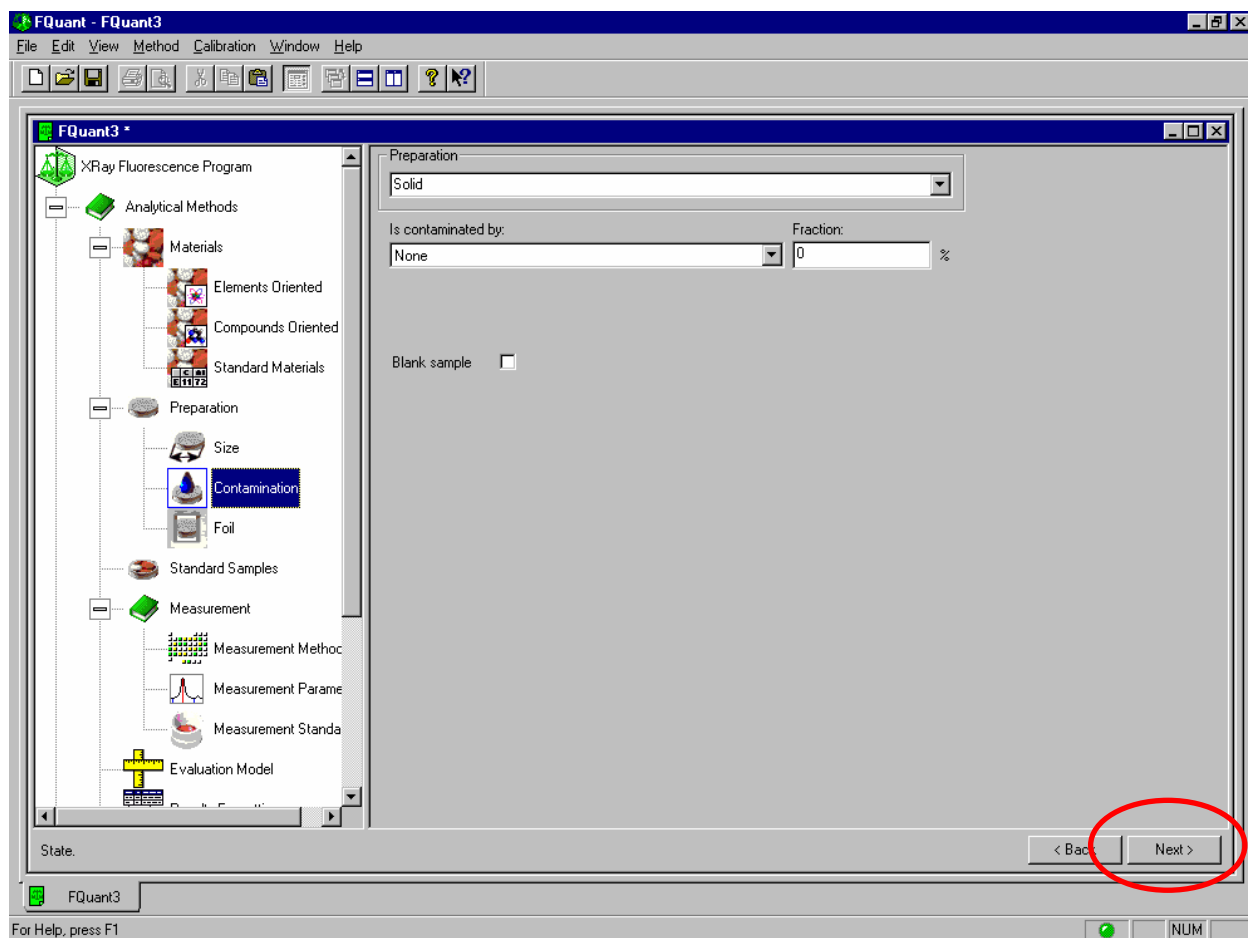 FQuant - FQuant3
File Edit View Method Calibration Window Help
FQuant3 *
XRay Fluorescence Program
Analytical Methods
Materials
Elements Oriented
Compounds Oriented
Standard Materials
Preparation
Size
Contamination
Foil
Standard Samples
Measurement
Measurement Methoc
Measurement Parame
Measurement Standa
Evaluation Model
Preparation
Solid
Is contaminated by: Fraction:
None 0 %
Blank sample
State.
< Back Next >
FQuant3
For Help, press F1 NUM